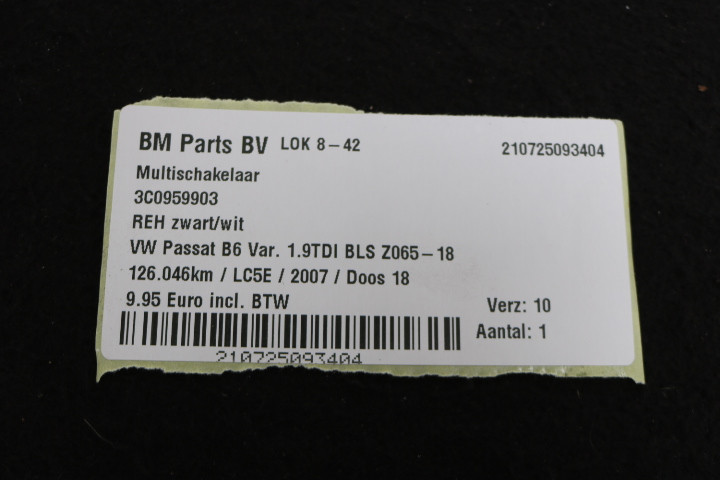 BM Parts BV LOK 8-42 210725093404
Multischakelaar
3C0959903
REH zwart/wit
VW Passat B6 Var. 1.9TDI BLS Z065-18
126.046km / LC5E / 2007 / Doos 18
9.95 Euro incl. BTW Verz: 10
Aantal: 1
210725093404